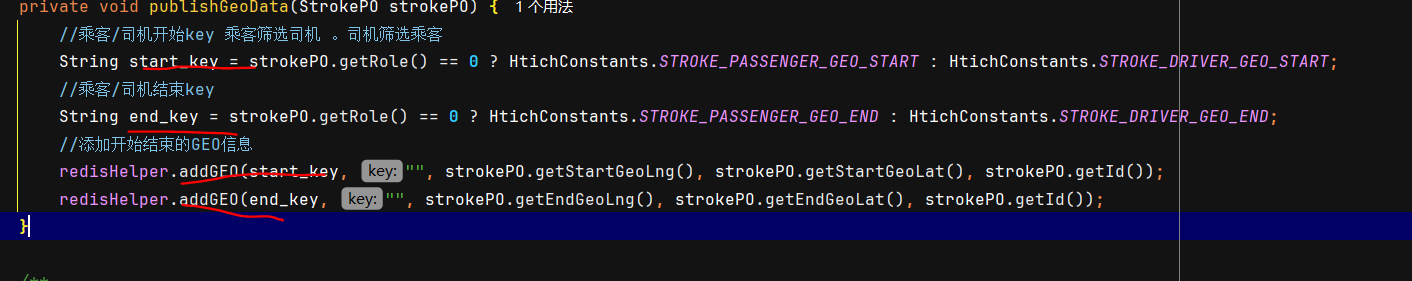 private void publishGeoData(StrokePO strokePO) { 1个用法
//乘客/司机开始key 乘客筛选司机 。司机筛选乘客
String start_key = strokePO.getRole() == 0 ? HtichConstants.STROKE_PASSENGER_GEO_START : HtichConstants.STROKE_DRIVER_GEO_START;
//乘客/司机结束key
String end_key = strokePO.getRole() == 0 ? HtichConstants.STROKE_PASSENGER_GEO_END : HtichConstants.STROKE_DRIVER_GEO_END;
//添加开始结束的GEO信息
redisHelper.addGEO(start_key, key: "", strokePO.getStartGeoLng(), strokePO.getStartGeoLat(), strokePO.getId());
redisHelper.addGEO(end_key, key: "", strokePO.getEndGeoLng(), strokePO.getEndGeoLat(), strokePO.getId());
}
/**